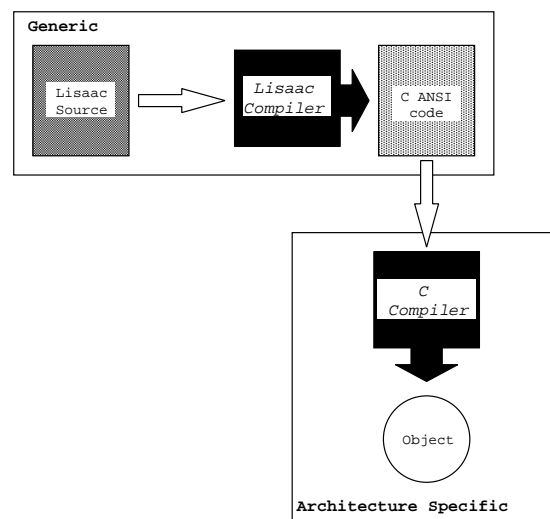 Generic
Lisaac
Source
Lisaac
Compiler
C ANSI
code
C
Compiler
Object
Architecture Specific